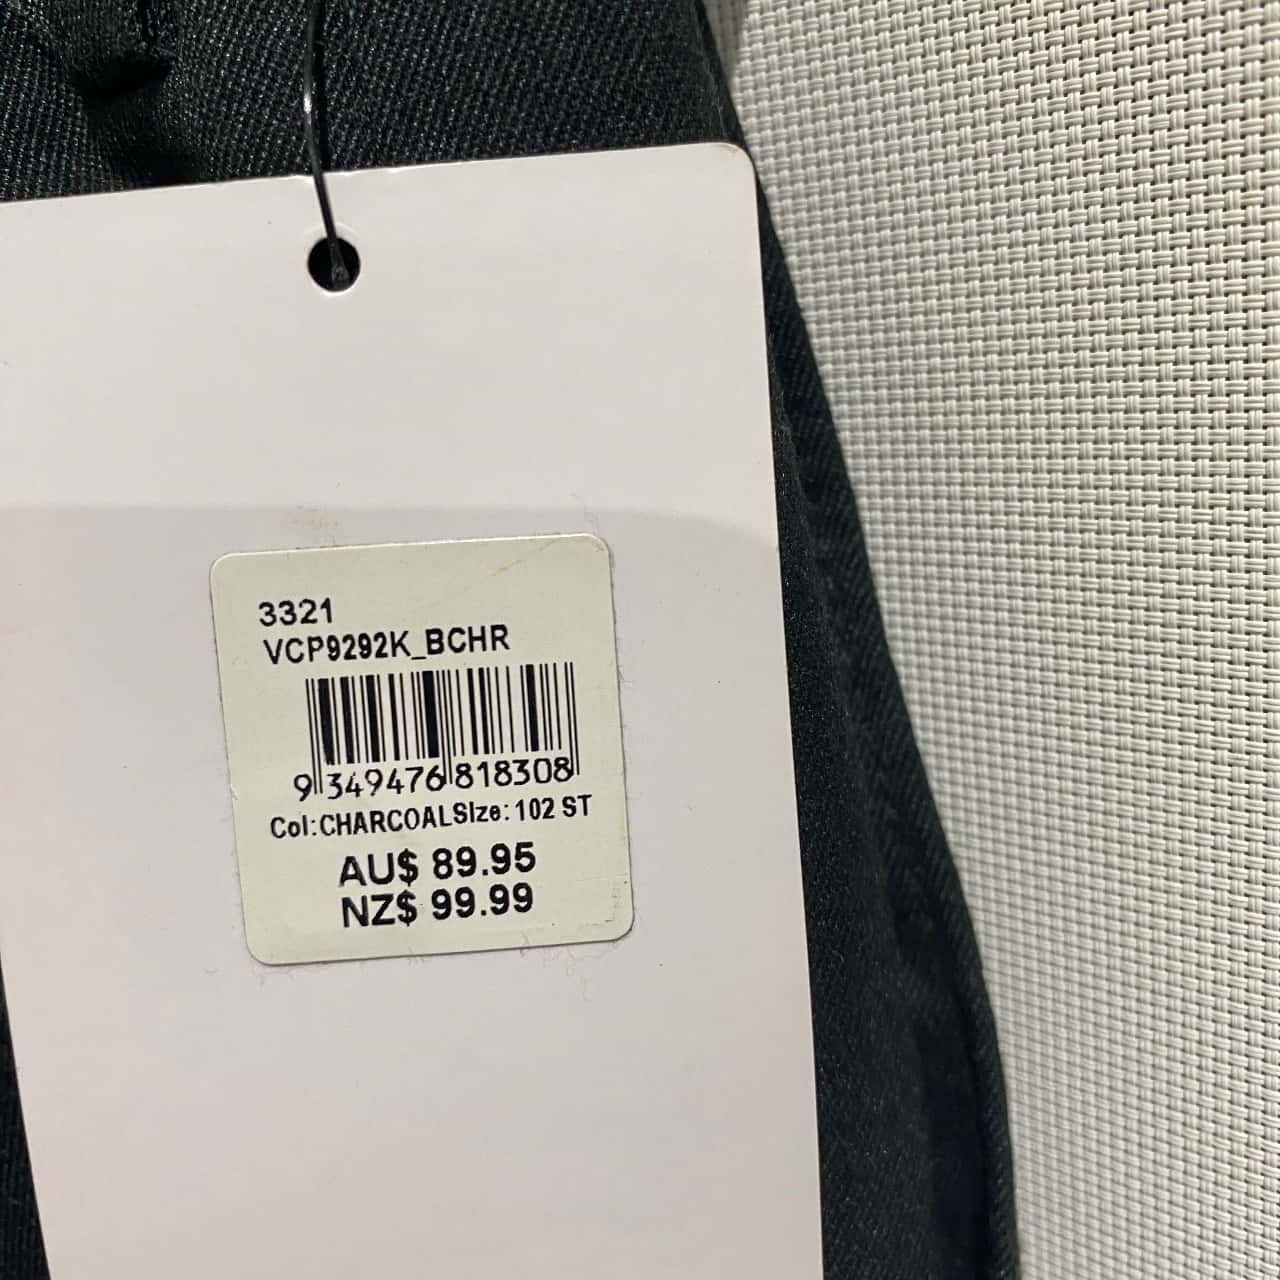 3321
VCP9292K_BCHR
9 349476 818308
Col:CHARCOALSIze:102 ST
AU$ 89.95
NZ$ 99.99